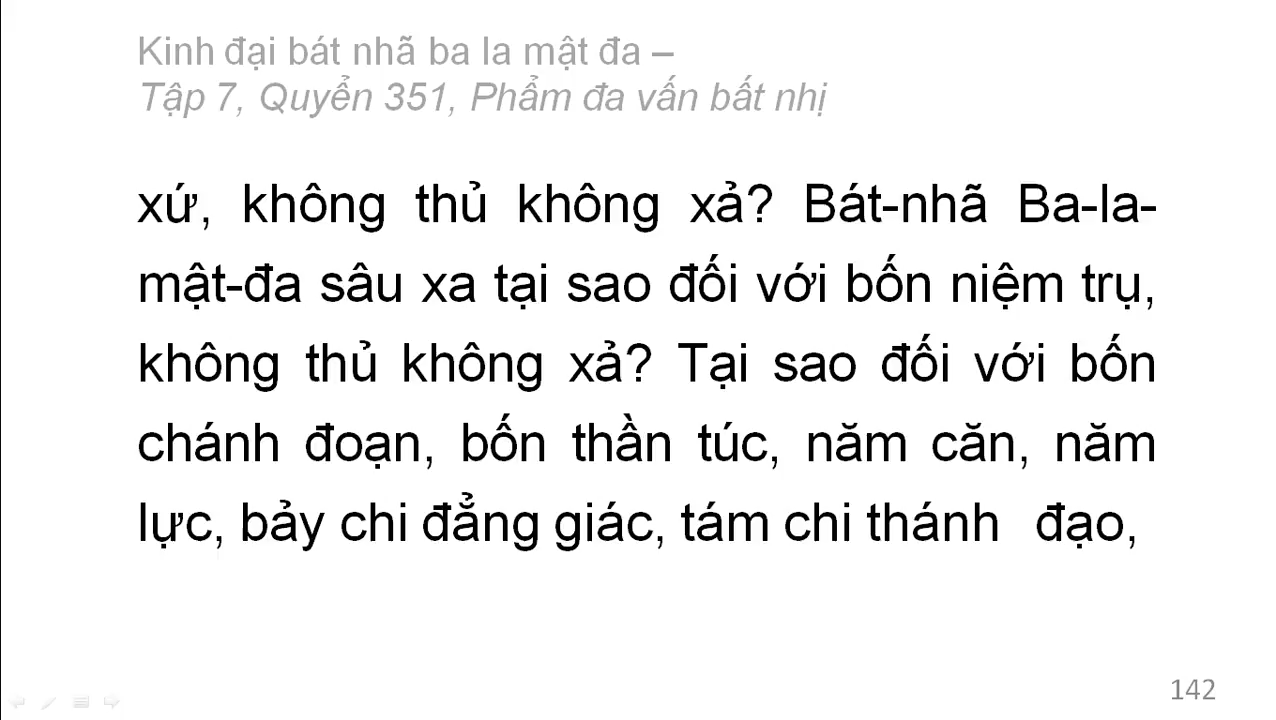 Kinh đại bát nhã ba la mật đa –
Tập 7, Quyển 351, Phẩm đa vấn bất nhị
xứ, không thủ không xả? Bát-nhã Ba-la-
mật-đa sâu xa tại sao đối với bốn niệm trụ,
không thủ không xả? Tại sao đối với bốn
chánh đoạn, bốn thần túc, năm căn, năm
lực, bảy chi đẳng giác, tám chi thánh đạo,
142